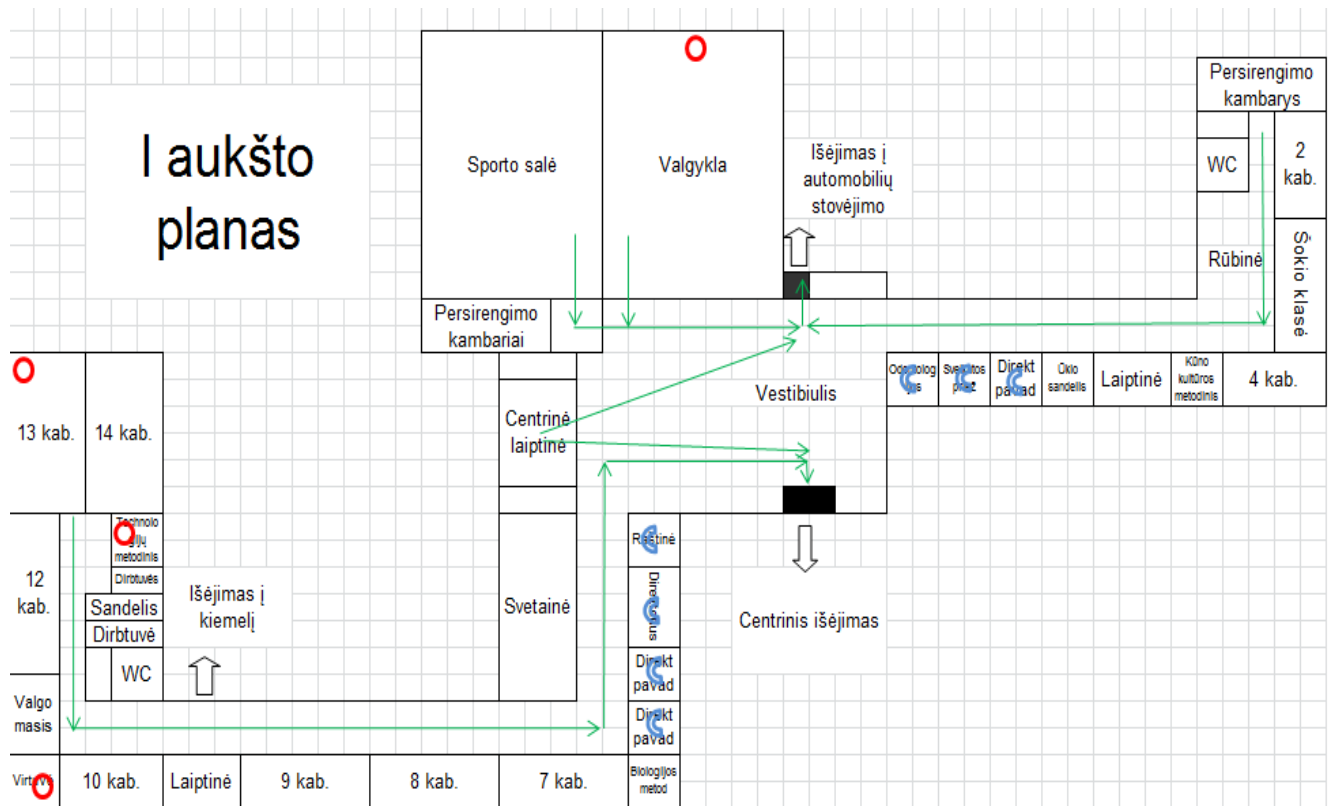 I aukšto
planas
Sporto salė
Valgykla
Išėjimas į
automobilių
stovėjimo
Persirengimo
kambarys
WC
2
kab.
Rūbinė
Šokio klasė
Persirengimo
kambariai
13 kab.
14 kab.
Centrinė
laiptinė
Vestibiulis
Direkt
pavad
Ūkio
sandelis
Laiptinė
Kūno
kultūros
metodinis
4 kab.
metodinis
Dirbtuvės
12
kab.
Sandelis
Dirbtuvė
WC
Išėjimas į
kiemelį
Svetainė
Raštinė
Centrinis išėjimas
Direkt
pavad
Valgo
masis
Direkt
pavad
10 kab.
Laiptinė
9 kab.
8 kab.
7 kab.
Biologijos
metod